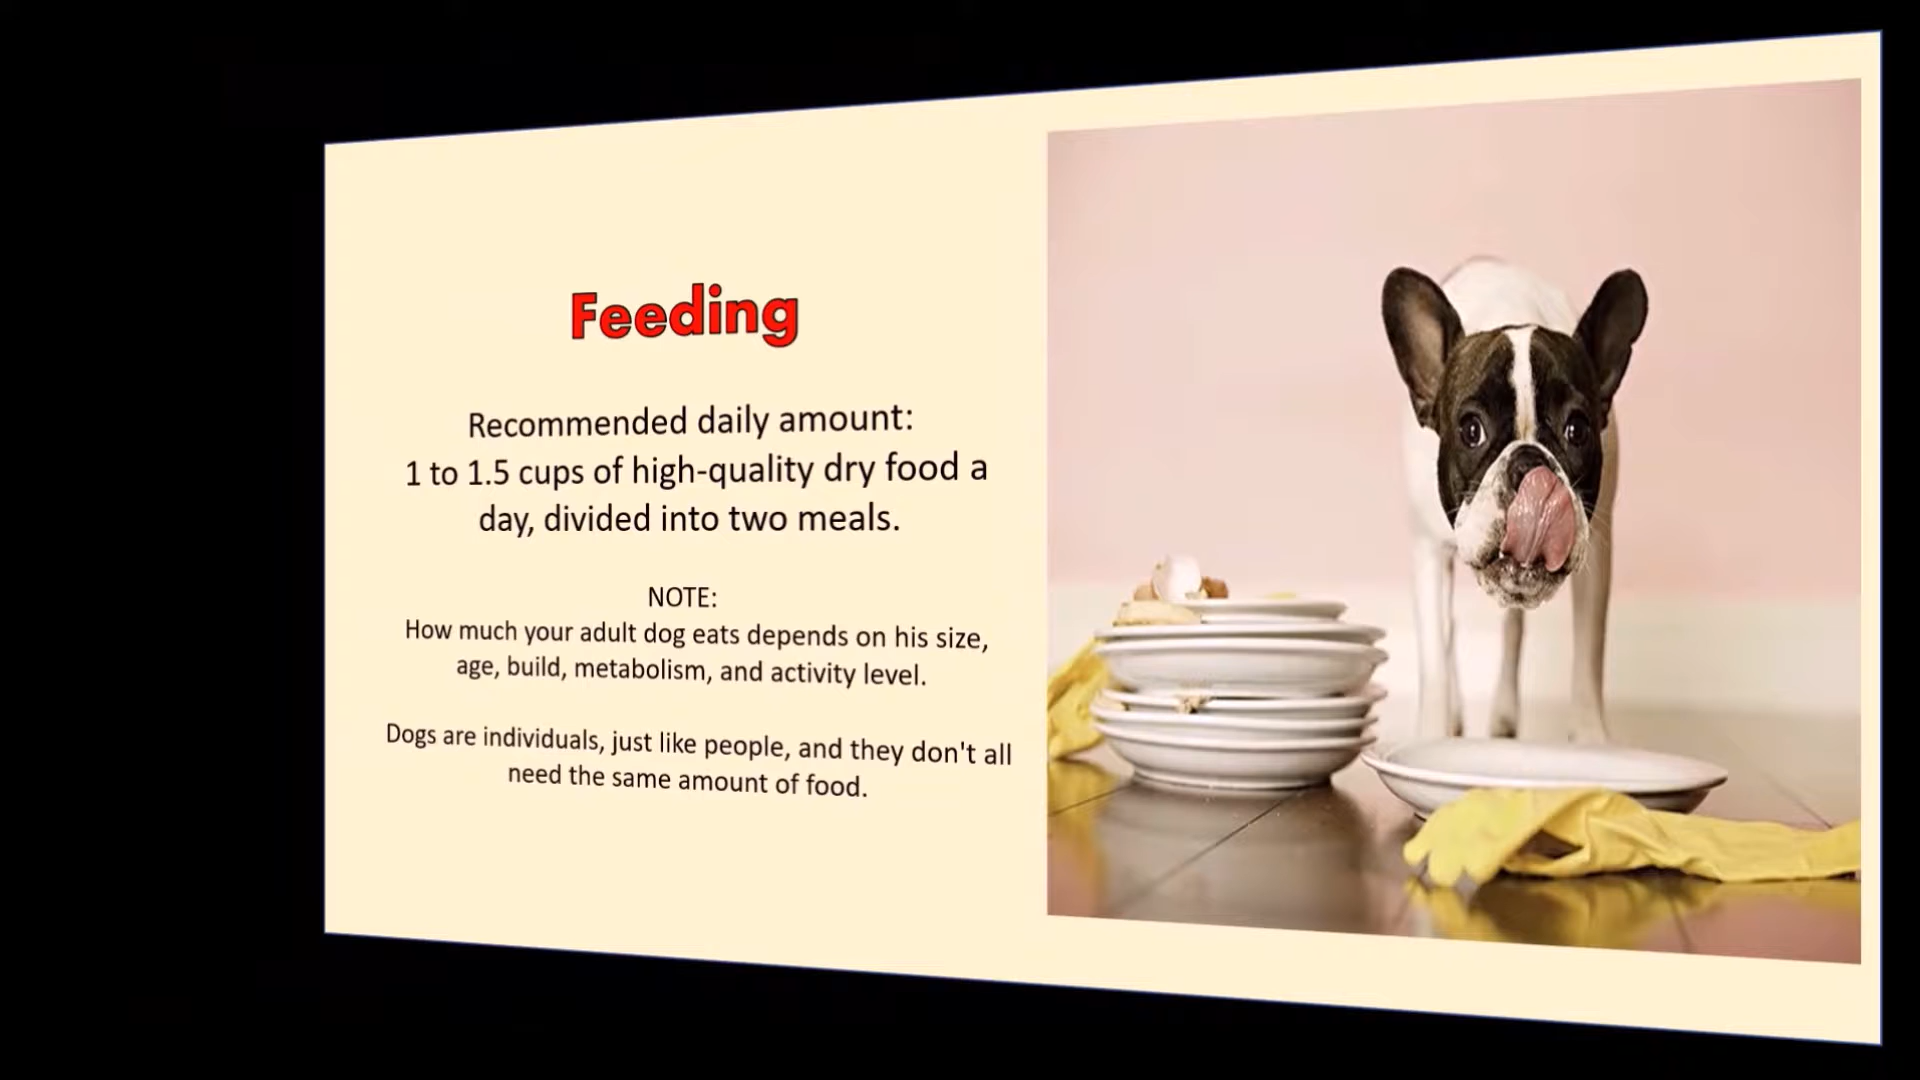 Feeding
Recommended daily amount:
1 to 1.5 cups of high-quality dry food a
day, divided into two meals.
NOTE:
How much your adult dog eats depends on his size,
age, build, metabolism, and activity level.
Dogs are individuals, just like people, and they don't all
need the same amount of food.